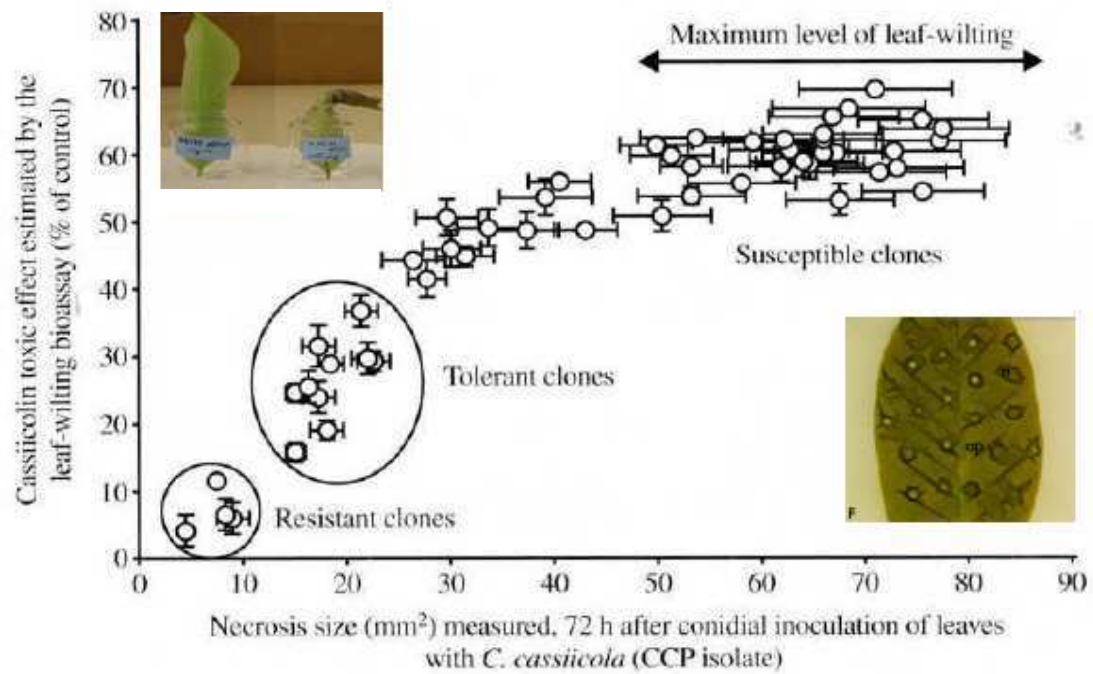 Cassiicolin toxic effect estimated by the
leaf-wilting bioassay (% of control)
80
70
60
50
40
30
20
10
0
Maximum level of leaf-wilting
Susceptible clones
Tolerant clones
Resistant clones
n
op
F
0 10 20 30 40 50 60 70 80 90
Necrosis size (mm²) measured, 72 h after conidial inoculation of leaves
with C. cassiicola (CCP isolate)